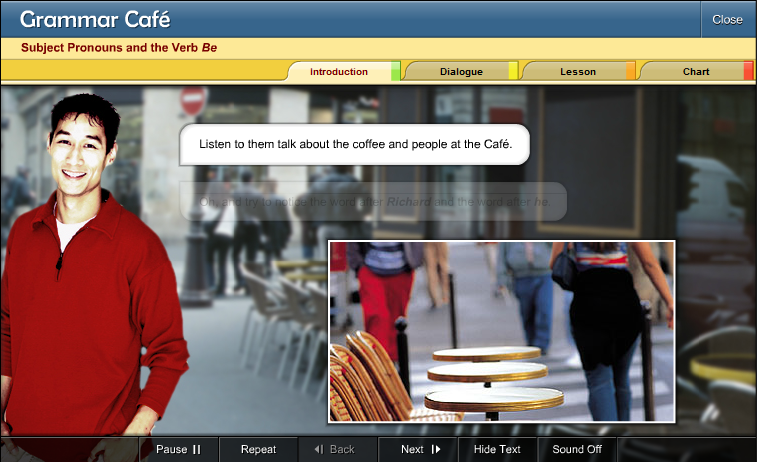 Grammar Café
Close
Subject Pronouns and the Verb Be
Introduction
Dialogue
Lesson
Chart
Listen to them talk about the coffee and people at the Café.
Oh, and try to notice the word after Richard and the word after he.
Pause
Repeat
Back
Next
Hide Text
Sound Off